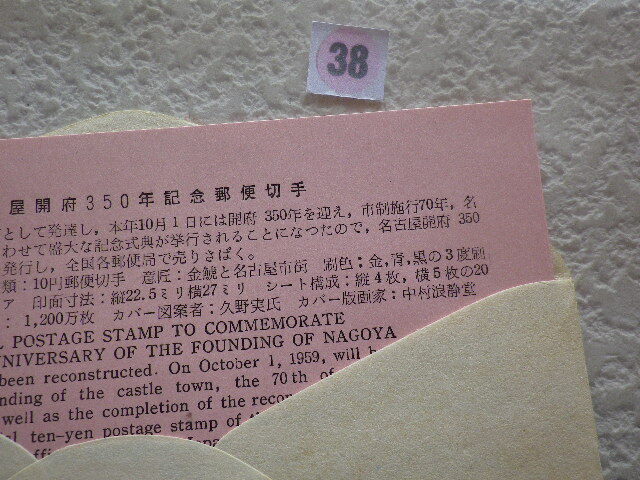 38
屋開府350年記念郵便切手
として発達し，本年10月1日には開府 350年を迎え，市制施行70年，名
わせて盛大な記念式典が挙行されることになつたので，名古屋開府 350
発行し，全国各郵便局で売りさばく。
類：10円郵便切手 意匠：金鯱と名古屋市街 刷色：金，青，黒の3度刷
ア 印面寸法：縦22.5ミリ横27ミリ シート構成：縦4枚，横5枚の20
：1,200万枚 カバー図案者：久野実氏 カバー版画家：中村浪静堂
POSTAGE STAMP TO COMMEMORATE
NIVERSARY OF THE FOUNDING OF NAGOYA
been reconstructed. On October 1, 1959, will
nding of the castle town, the 70th of
well as the completion of the recon
ten-yen postage stamp of